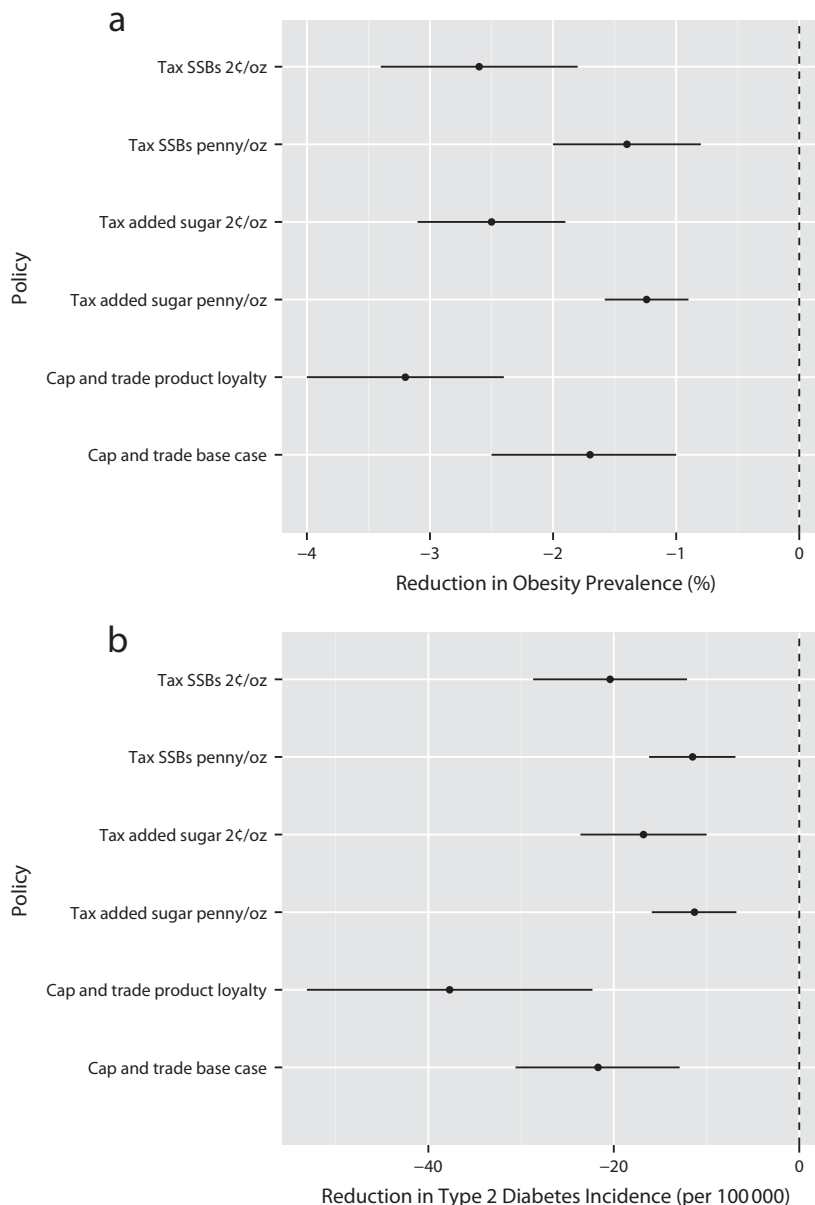 a
Policy
Tax SSBs 2¢/oz
Tax SSBs penny/oz
Tax added sugar 2¢/oz
Tax added sugar penny/oz
Cap and trade product loyalty
Cap and trade base case
−4 −3 −2 −1 0
Reduction in Obesity Prevalence (%)
b
Policy
Tax SSBs 2¢/oz
Tax SSBs penny/oz
Tax added sugar 2¢/oz
Tax added sugar penny/oz
Cap and trade product loyalty
Cap and trade base case
−40 −20 0
Reduction in Type 2 Diabetes Incidence (per 100 000)